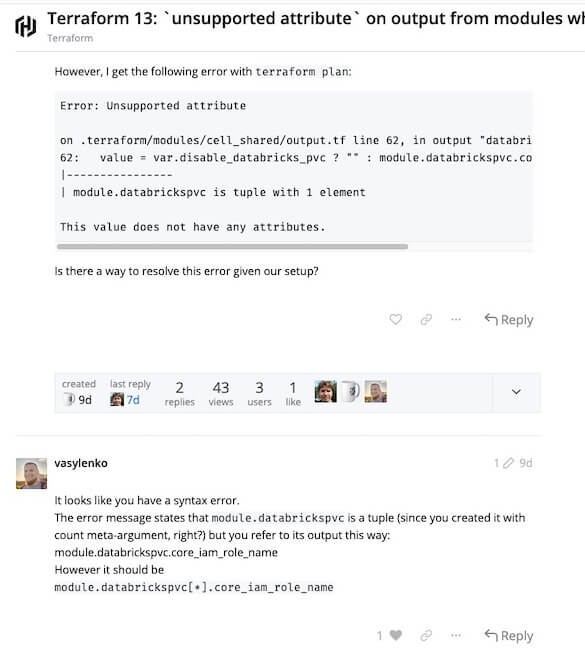 Terraform 13: `unsupported attribute` on output from modules wh
Terraform
However, I get the following error with terraform plan:
Error: Unsupported attribute
on .terraform/modules/cell_shared/output.tf line 62, in output "databri
62:   value = var.disable_databricks_pvc ? "" : module.databrickspvc.co
|----------------
| module.databrickspvc is tuple with 1 element
This value does not have any attributes.
Is there a way to resolve this error given our setup?
Reply
created last reply 2 43 3 1
9d 7d replies views users like
vasylenko 1 9d
It looks like you have a syntax error.
The error message states that module.databrickspvc is a tuple (since you created it with
count meta-argument, right?) but you refer to its output this way:
module.databrickspvc.core_iam_role_name
However it should be
module.databrickspvc[*].core_iam_role_name
1 Reply